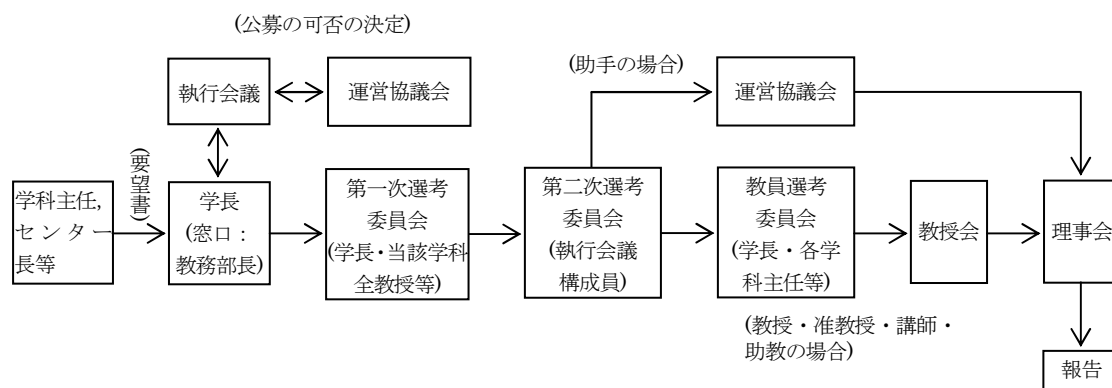 (公募の可否の決定)
執行会議
運営協議会
(助手の場合)
運営協議会
(要望書)
学科主任,
センター
長等
学長
(窓口：
教務部長)
第一次選考
委員会
(学長・当該学科
全教授等)
第二次選考
委員会
(執行会議
構成員)
教員選考
委員会
(学長・各学
科主任等)
教授会
理事会
(教授・准教授・講師・
助教の場合)
報告